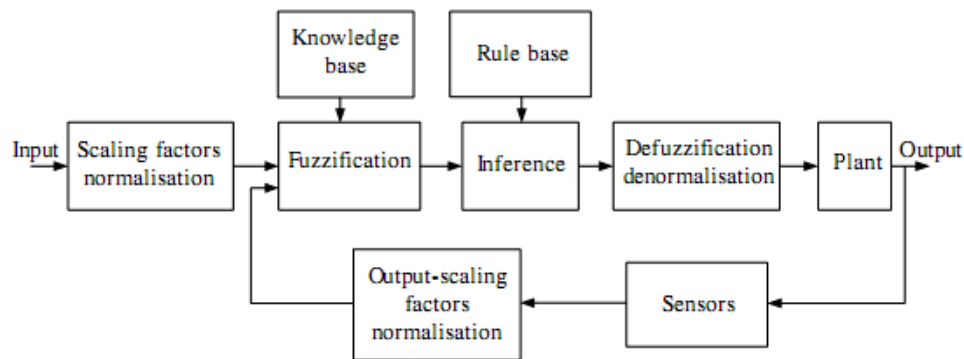 Knowledge
base
Rule base
Input
Scaling factors
normalisation
Fuzzification
Inference
Defuzzification
denormalisation
Plant
Output
Output-scaling
factors
normalisation
Sensors